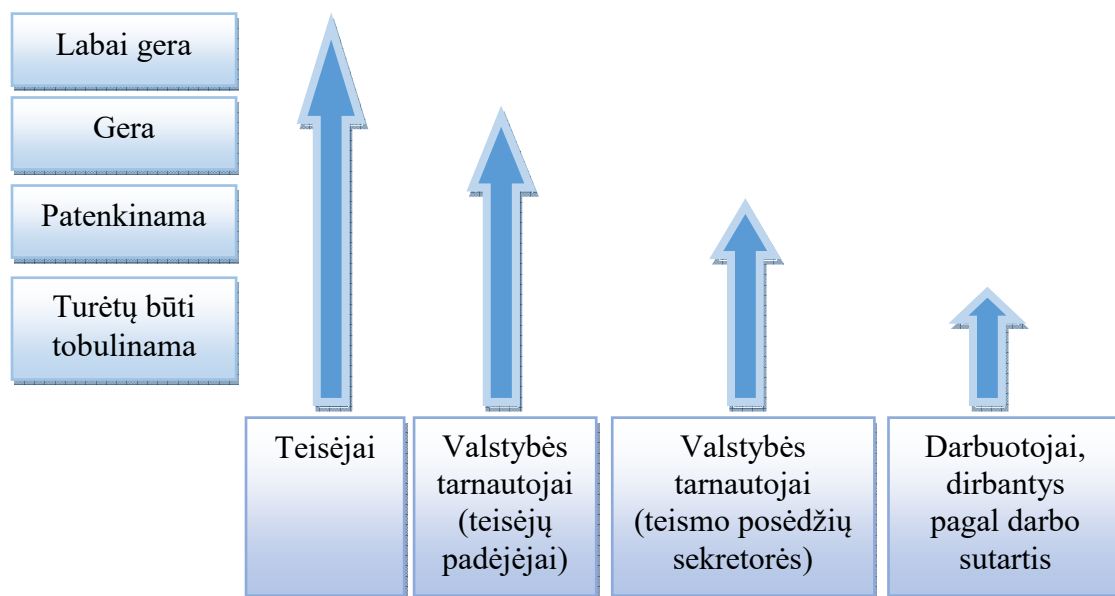 Labai gera
Gera
Patenkinama
Turėtų būti
tobulinama
Teisėjai
Valstybės
tarnautojai
(teisėjų
padėjėjai)
Valstybės
tarnautojai
(teismo posėdžių
sekretorės)
Darbuotojai,
dirbantys
pagal darbo
sutartis